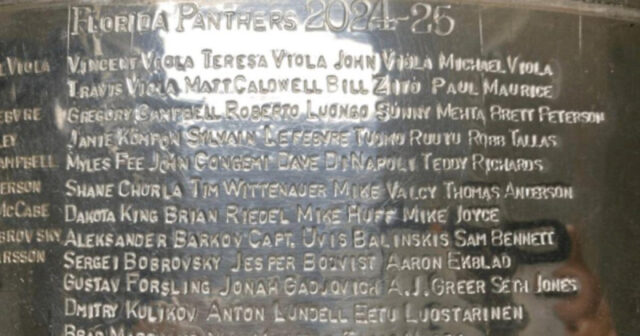 FLORIDA PANTHERS 2024-25
VIOLA VINCENT VIOLA TERESA VIOLA JOHN VIOLA MICHAEL VIOLA
TRAVIS VIOLA MATT CALDWELL BILL ZITO PAUL MAURICE
GREGORY CAMPBELL ROBERTO LUONGO SUNNY MEHTA BRETT PETERSON
JAMIE KOMPON SYLVAIN LEFEBVRE TUOMO RUUTU ROBB TALLAS
MYLES FEE JOHN CONGEMI DAVE DINAPOLI TEDDY RICHARDS
SHANE CHORLA TIM WITTENAUER MIKE VALCY THOMAS ANDERSON
McCABE DAKOTA KING BRIAN RIEDEL MIKE HUFF MIKE JOYCE
ALEKSANDER BARKOV CAPT. UVIS BALINSKIS SAM BENNETT
SERGEI BOBROVSKY JESPER BOQVIST AARON EKBLAD
GUSTAV FORSLING JONAH GADJOVICH A.J. GREER SETH JONES
DMITRY KULIKOV ANTON LUNDELL EETU LUOSTARINEN